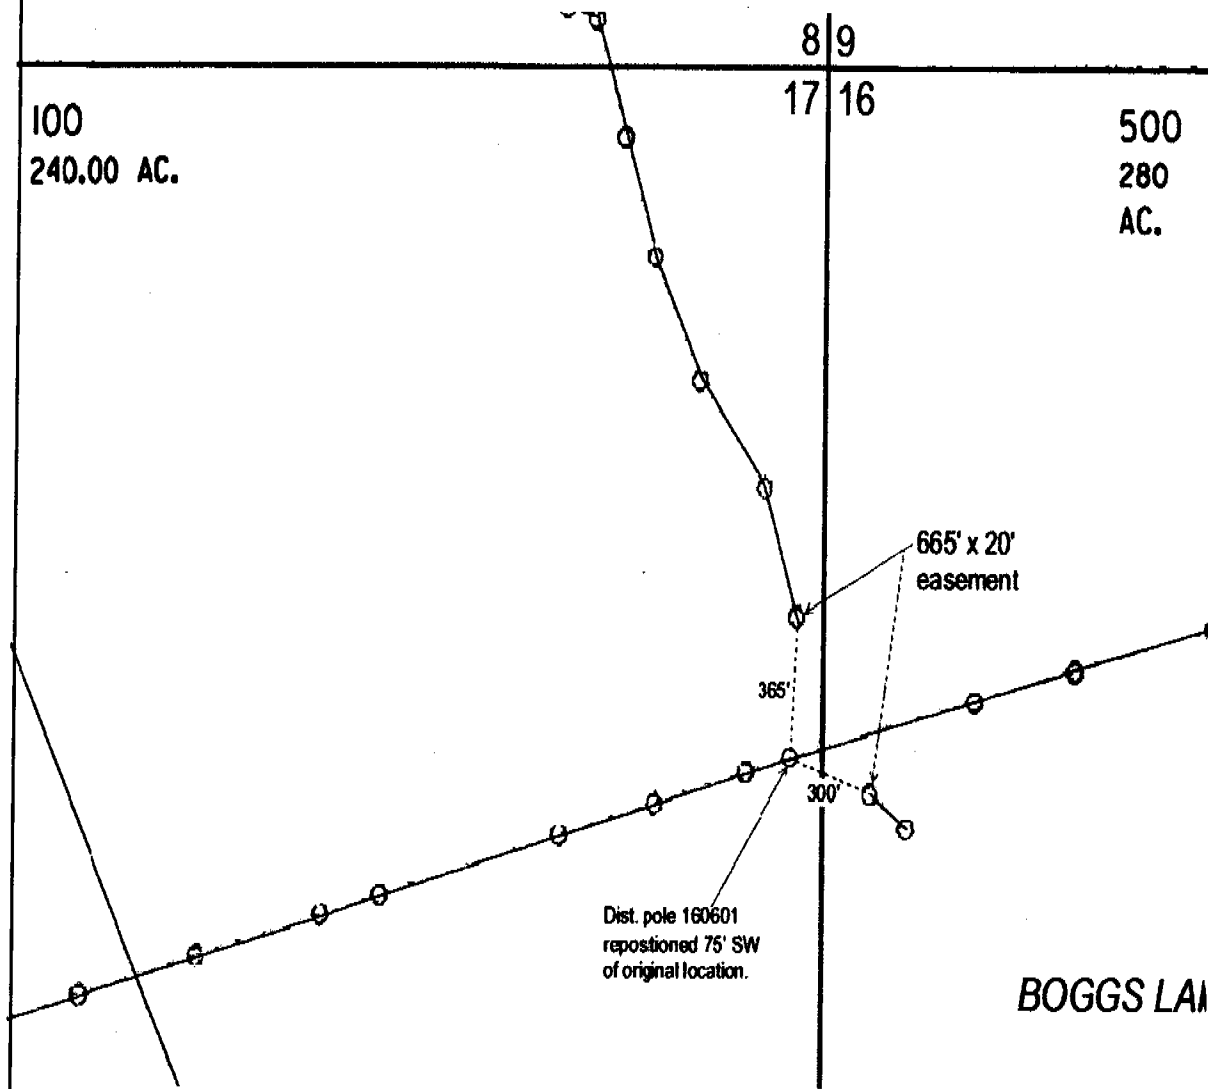 8 9
17 16
100
240.00 AC.
500
280
AC.
665' x 20'
easement
365'
300'
Dist. pole 160601
repostioned 75' SW
of original location.
BOGGS